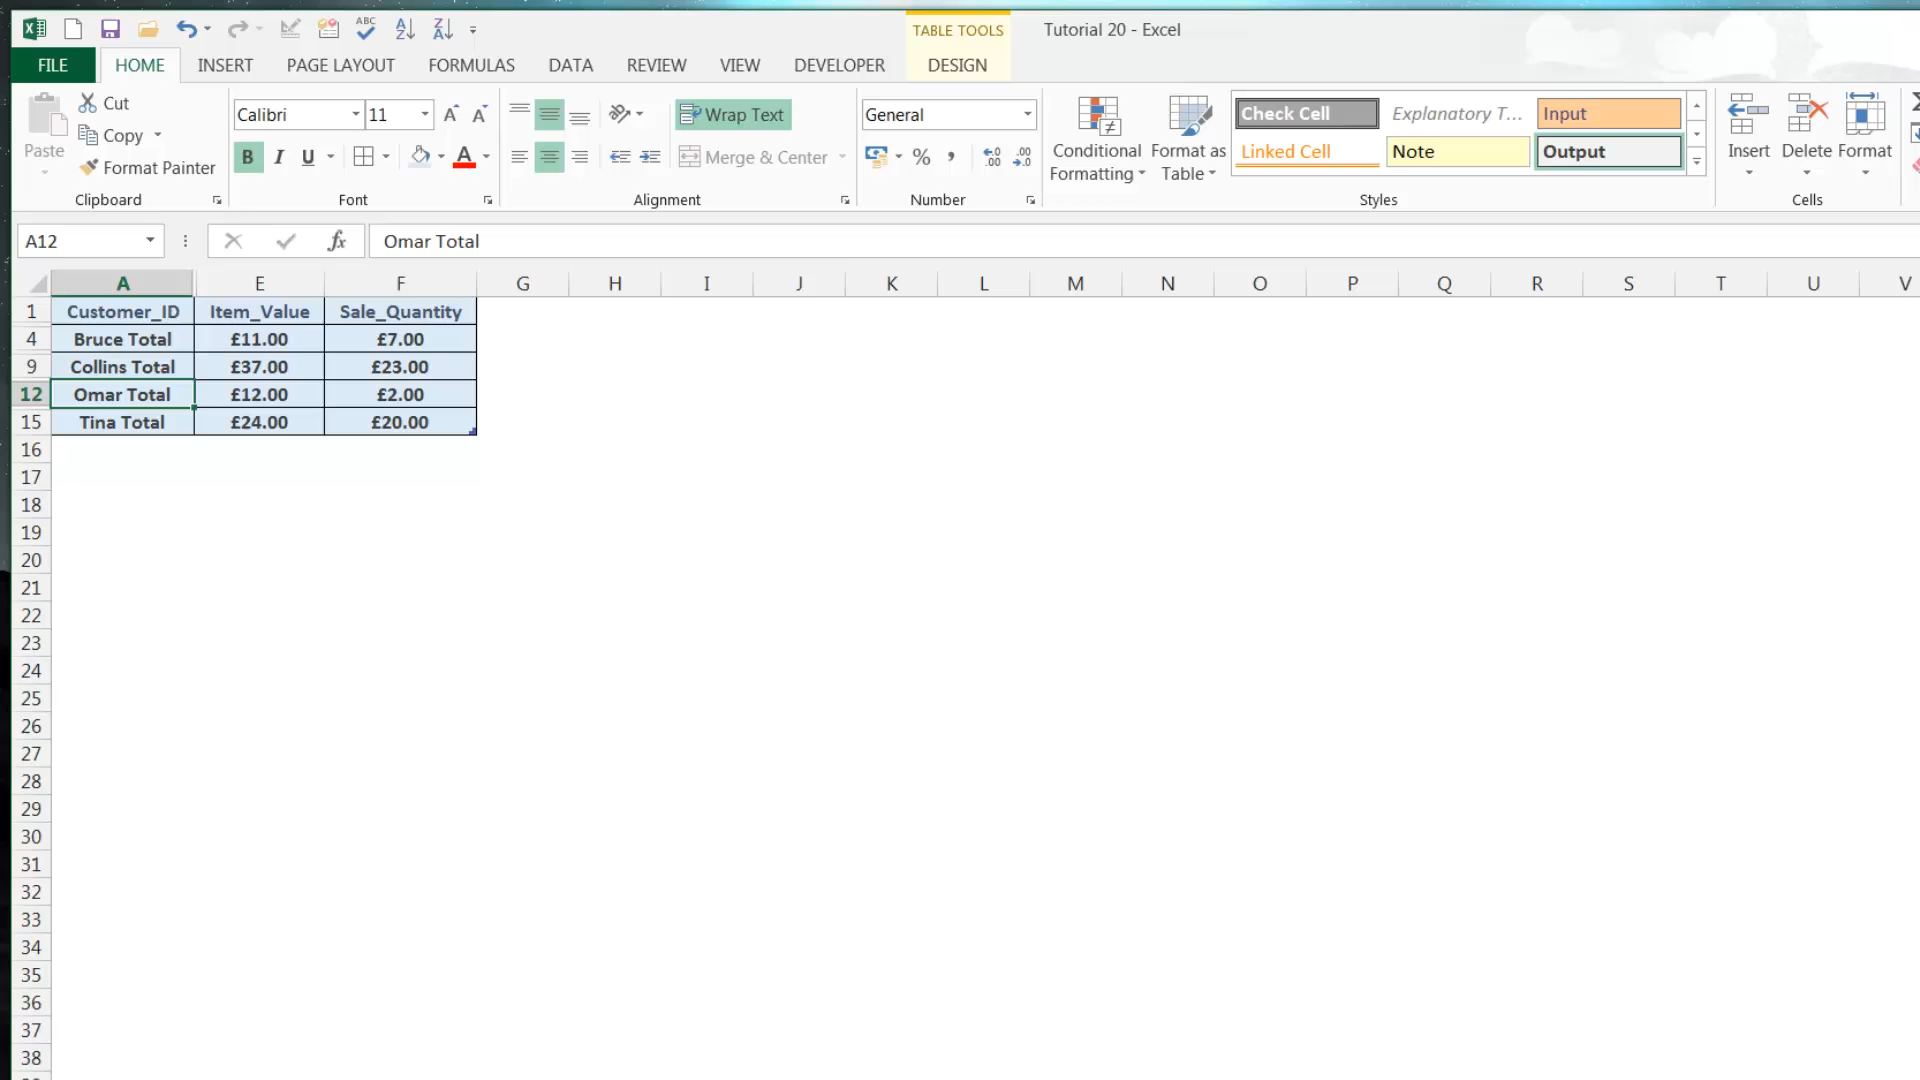 ABC
TABLE TOOLS
Tutorial 20 - Excel
FILE HOME INSERT PAGE LAYOUT FORMULAS DATA REVIEW VIEW DEVELOPER DESIGN
Cut
Copy
Format Painter
Paste
Clipboard
Calibri 11
B I U
Font
Wrap Text
Merge & Center
Alignment
General
%
Number
Conditional Formatting
Format as Table
Check Cell Explanatory T... Input
Linked Cell Note Output
Styles
Insert Delete Format
Cells
A12 fx Omar Total
A E F G H I J K L M N O P Q R S T U V
1 Customer_ID Item_Value Sale_Quantity
4 Bruce Total £11.00 £7.00
9 Collins Total £37.00 £23.00
12 Omar Total £12.00 £2.00
15 Tina Total £24.00 £20.00
16
17
18
19
20
21
22
23
24
25
26
27
28
29
30
31
32
33
34
35
36
37
38